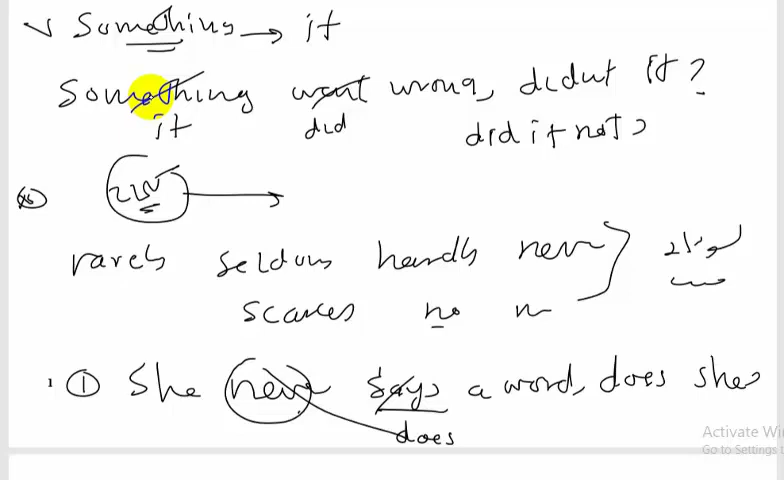 ✓ Something → it
Something went wrong, didn't it?
it did did it not?
→
rarely seldom hardly never
scarcely no
① She never says a word, does she?
does
Activate Wi
Go to Settings t